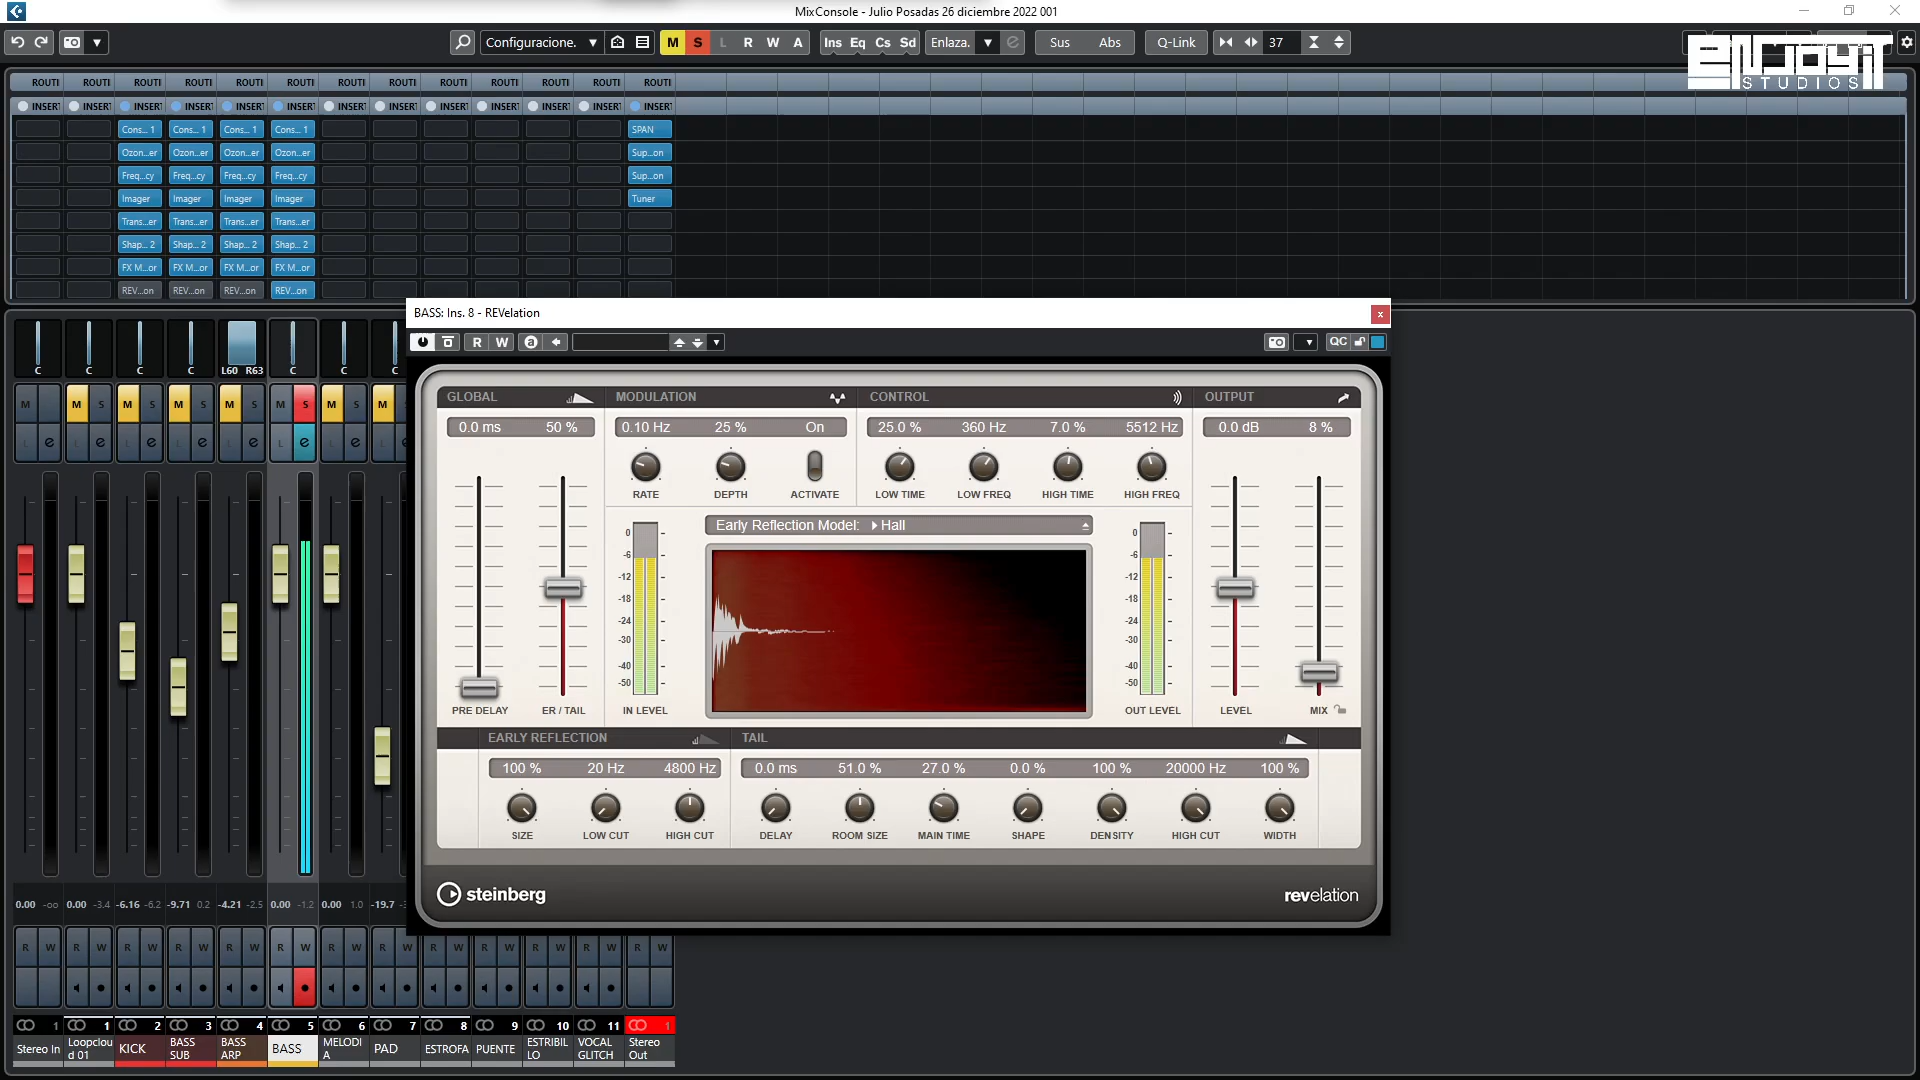 MixConsole - Julio Posadas 26 diciembre 2022 001
Configuracione. M S L R W A Ins Eq Cs Sd Enlaza. e Sus Abs Q-Link 37
STUDIOS
ROUTI ROUTI ROUTI ROUTI ROUTI ROUTI ROUTI ROUTI ROUTI ROUTI ROUTI ROUTI ROUTI
INSERT INSERT INSERT INSERT INSERT INSERT INSERT INSERT INSERT INSERT INSERT INSERT INSERT
Cons... 1 Cons... 1 Cons... 1 Cons... 1 SPAN
Ozon...er Ozon...er Ozon...er Ozon...er Sup...on
Freq...cy Freq...cy Freq...cy Freq...cy Sup...on
Imager Imager Imager Imager Tuner
Trans...er Trans...er Trans...er Trans...er
Shap... 2 Shap... 2 Shap... 2 Shap... 2
FX M...or FX M...or FX M...or FX M...or
REV...on REV...on REV...on REV...on
BASS: Ins. 8 - REVelation
R W a QC
C C C C L60 R63 C C C
GLOBAL MODULATION CONTROL OUTPUT
0.0 ms 50 % 0.10 Hz 25 % On 25.0 % 360 Hz 7.0 % 5512 Hz 0.0 dB 8 %
RATE DEPTH ACTIVATE LOW TIME LOW FREQ HIGH TIME HIGH FREQ
M M S M S M S M S M S M S M
L e L e L e L e L e L e L
Early Reflection Model: Hall
0 0
-6 -6
-12 -12
-18 -18
-24 -24
-30 -30
-40 -40
-50 -50
PRE DELAY ER / TAIL IN LEVEL OUT LEVEL LEVEL MIX
EARLY REFLECTION TAIL
100 % 20 Hz 4800 Hz 0.0 ms 51.0 % 27.0 % 0.0 % 100 % 20000 Hz 100 %
SIZE LOW CUT HIGH CUT DELAY ROOM SIZE MAIN TIME SHAPE DENSITY HIGH CUT WIDTH
steinberg revelation
0.00 -oo 0.00 -3.4 -6.16 -6.2 -9.71 0.2 -4.21 -2.5 0.00 -1.2 0.00 1.0 -19.7
R W R W R W R W R W R W R W R W R W R W R W R W R W
1 1 2 3 4 5 6 7 8 9 10 11 1
Stereo In Loopclou d 01 KICK BASS SUB BASS ARP BASS MELODI A PAD ESTROFA PUENTE ESTRIBIL LO VOCAL GLITCH Stereo Out